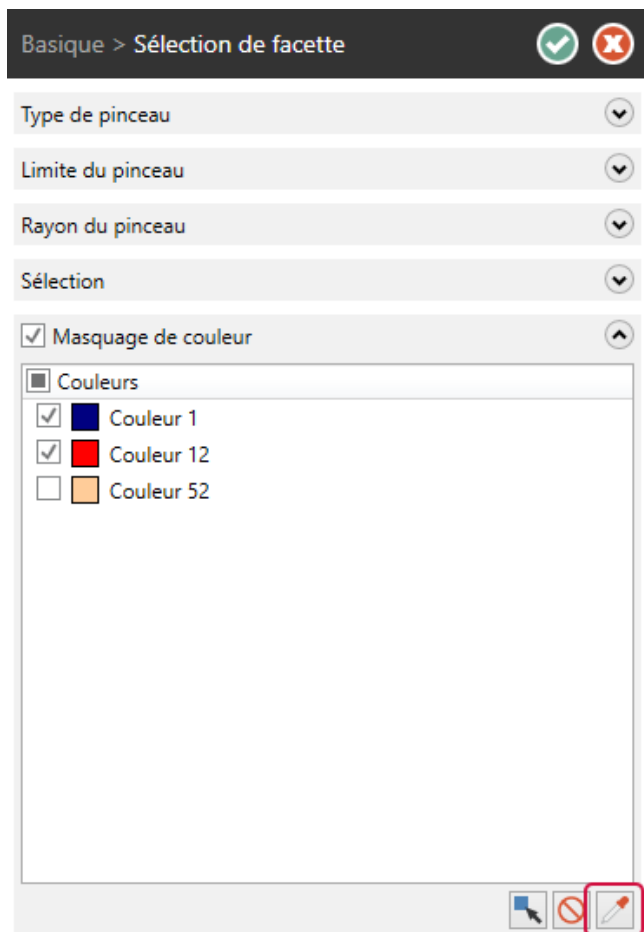 Basique > Sélection de facette
Type de pinceau
Limite du pinceau
Rayon du pinceau
Sélection
Masquage de couleur
Couleurs
Couleur 1
Couleur 12
Couleur 52